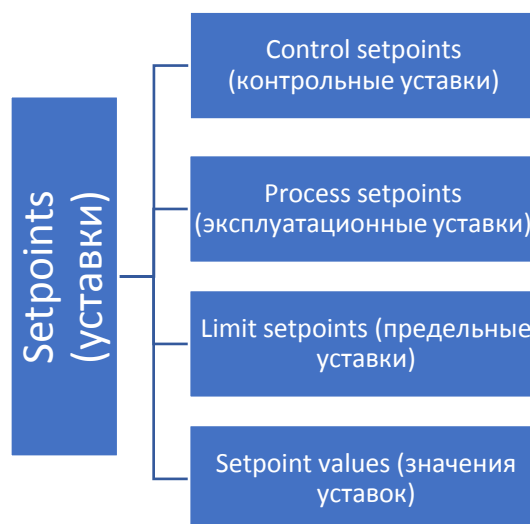 Setpoints
(уставки)
Control setpoints
(контрольные уставки)
Process setpoints
(эксплуатационные уставки)
Limit setpoints (предельные
уставки)
Setpoint values (значения
уставок)